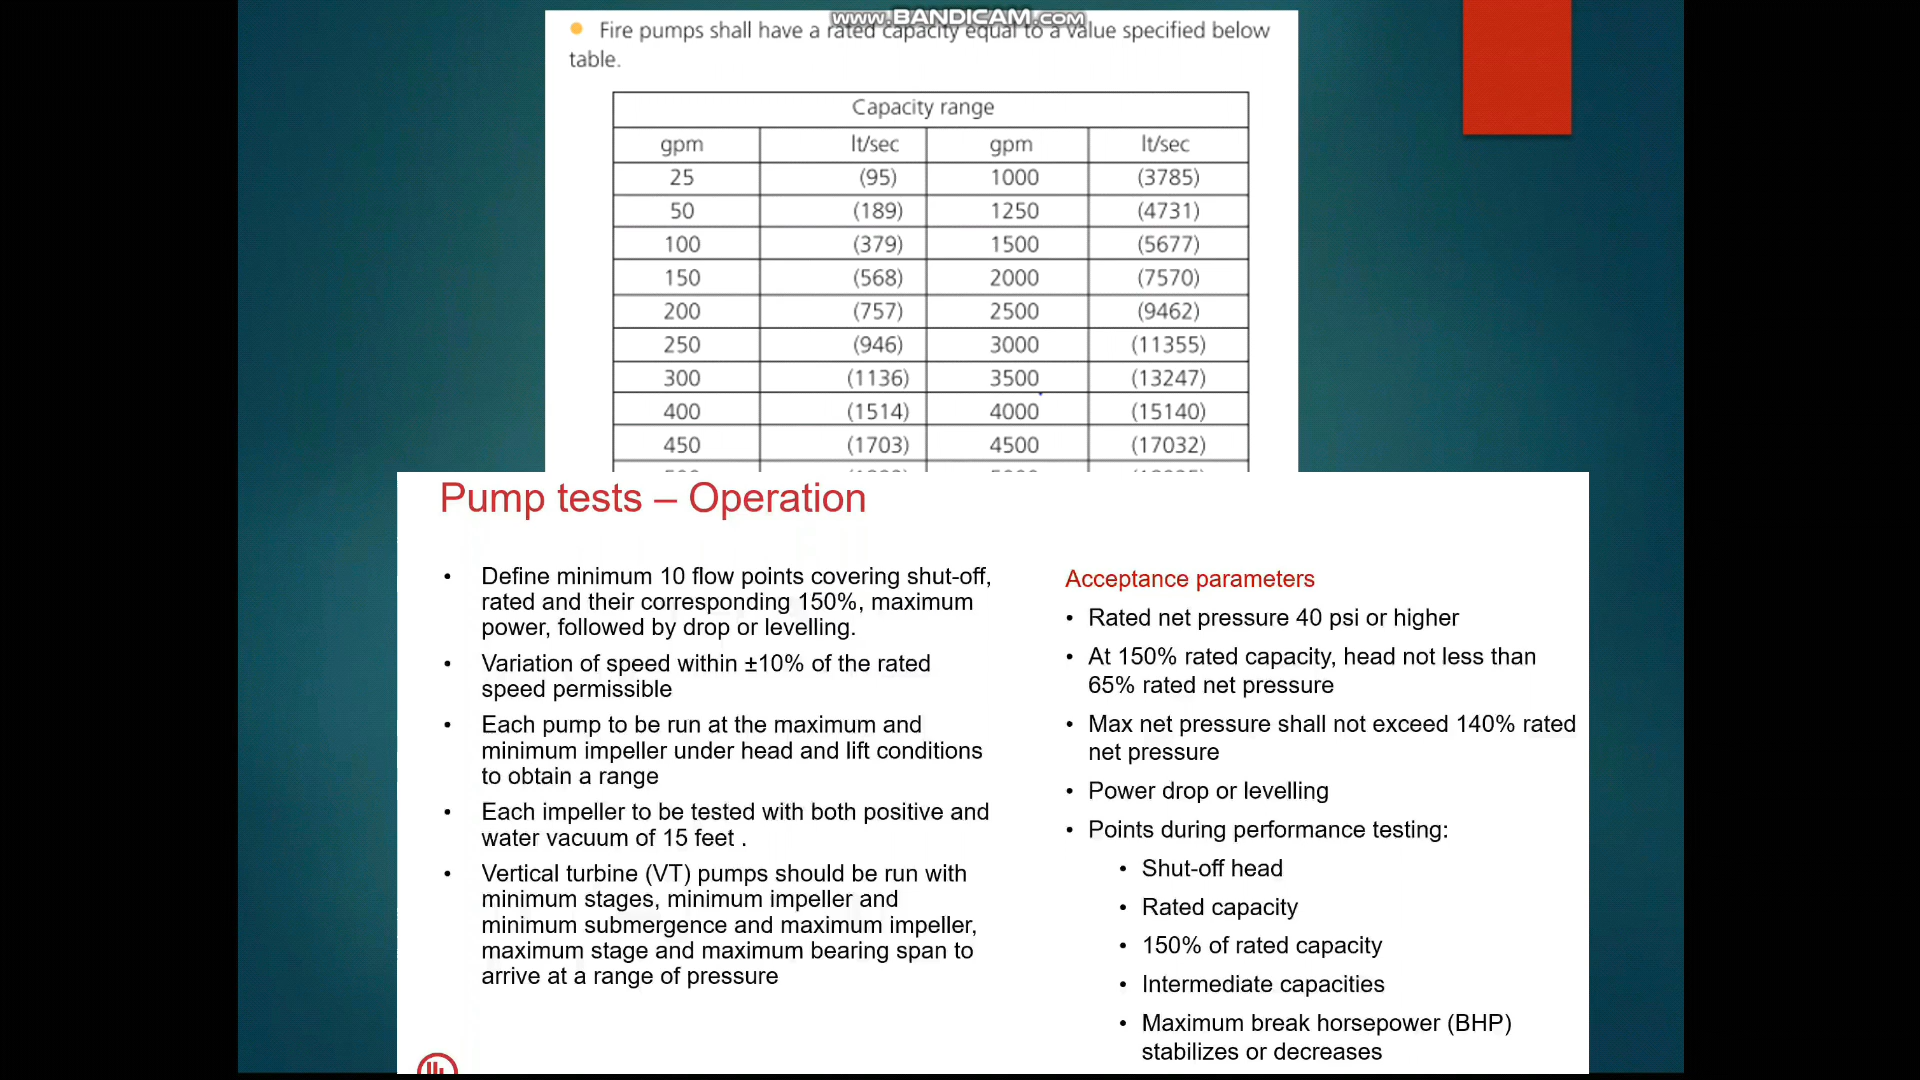 www.BANDICAM.com
• Fire pumps shall have a rated capacity equal to a value specified below
table.
Capacity range
gpm lt/sec gpm lt/sec
25 (95) 1000 (3785)
50 (189) 1250 (4731)
100 (379) 1500 (5677)
150 (568) 2000 (7570)
200 (757) 2500 (9462)
250 (946) 3000 (11355)
300 (1136) 3500 (13247)
400 (1514) 4000 (15140)
450 (1703) 4500 (17032)
Pump tests – Operation
• Define minimum 10 flow points covering shut-off,
rated and their corresponding 150%, maximum
power, followed by drop or levelling.
• Variation of speed within ±10% of the rated
speed permissible
• Each pump to be run at the maximum and
minimum impeller under head and lift conditions
to obtain a range
• Each impeller to be tested with both positive and
water vacuum of 15 feet .
• Vertical turbine (VT) pumps should be run with
minimum stages, minimum impeller and
minimum submergence and maximum impeller,
maximum stage and maximum bearing span to
arrive at a range of pressure
Acceptance parameters
• Rated net pressure 40 psi or higher
• At 150% rated capacity, head not less than
65% rated net pressure
• Max net pressure shall not exceed 140% rated
net pressure
• Power drop or levelling
• Points during performance testing:
• Shut-off head
• Rated capacity
• 150% of rated capacity
• Intermediate capacities
• Maximum break horsepower (BHP)
stabilizes or decreases